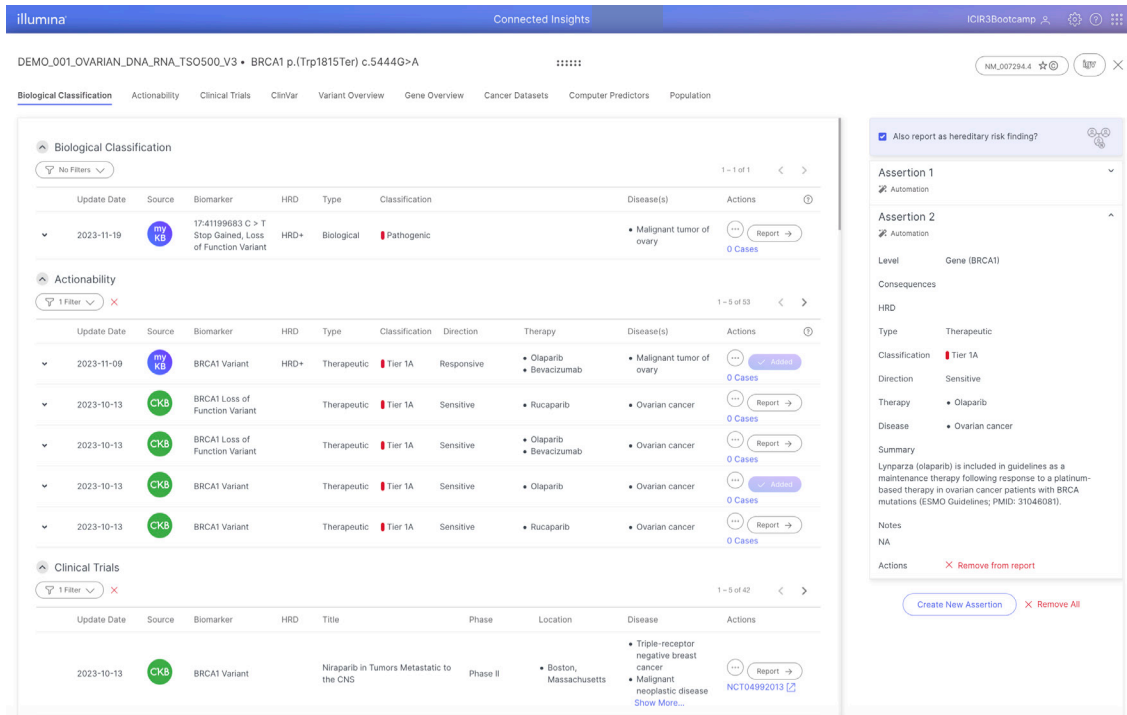 illumina
Connected Insights
ICIR3Bootcamp
DEMO_001_OVARIAN_DNA_RNA_TSO500_V3 • BRCA1 p.(Trp1815Ter) c.5444G>A
NM_007294.4
Biological Classification Actionability Clinical Trials ClinVar Variant Overview Gene Overview Cancer Datasets Computer Predictors Population
Biological Classification
No Filters
1 – 1 of 1
Update Date Source Biomarker HRD Type Classification Disease(s) Actions
2023-11-19 my KB 17:41199683 C > T Stop Gained, Loss of Function Variant HRD+ Biological Pathogenic • Malignant tumor of ovary Report →
0 Cases
Actionability
1 Filter
1 – 5 of 53
Update Date Source Biomarker HRD Type Classification Direction Therapy Disease(s) Actions
2023-11-09 my KB BRCA1 Variant HRD+ Therapeutic Tier 1A Responsive • Olaparib • Bevacizumab • Malignant tumor of ovary Added
0 Cases
2023-10-13 CKB BRCA1 Loss of Function Variant Therapeutic Tier 1A Sensitive • Rucaparib • Ovarian cancer Report →
0 Cases
2023-10-13 CKB BRCA1 Loss of Function Variant Therapeutic Tier 1A Sensitive • Olaparib • Bevacizumab • Ovarian cancer Report →
0 Cases
2023-10-13 CKB BRCA1 Variant Therapeutic Tier 1A Sensitive • Olaparib • Ovarian cancer Added
0 Cases
2023-10-13 CKB BRCA1 Variant Therapeutic Tier 1A Sensitive • Rucaparib • Ovarian cancer Report →
0 Cases
Clinical Trials
1 Filter
1 – 5 of 42
Update Date Source Biomarker HRD Title Phase Location Disease Actions
2023-10-13 CKB BRCA1 Variant Niraparib in Tumors Metastatic to the CNS Phase II • Boston, Massachusetts • Triple-receptor negative breast cancer • Malignant neoplastic disease Show More... Report →
NCT04992013
Also report as hereditary risk finding?
Assertion 1
Automation
Assertion 2
Automation
Level Gene (BRCA1)
Consequences
HRD
Type Therapeutic
Classification Tier 1A
Direction Sensitive
Therapy • Olaparib
Disease • Ovarian cancer
Summary
Lynparza (olaparib) is included in guidelines as a
maintenance therapy following response to a platinum-
based therapy in ovarian cancer patients with BRCA
mutations (ESMO Guidelines; PMID: 31046081).
Notes
NA
Actions Remove from report
Create New Assertion Remove All